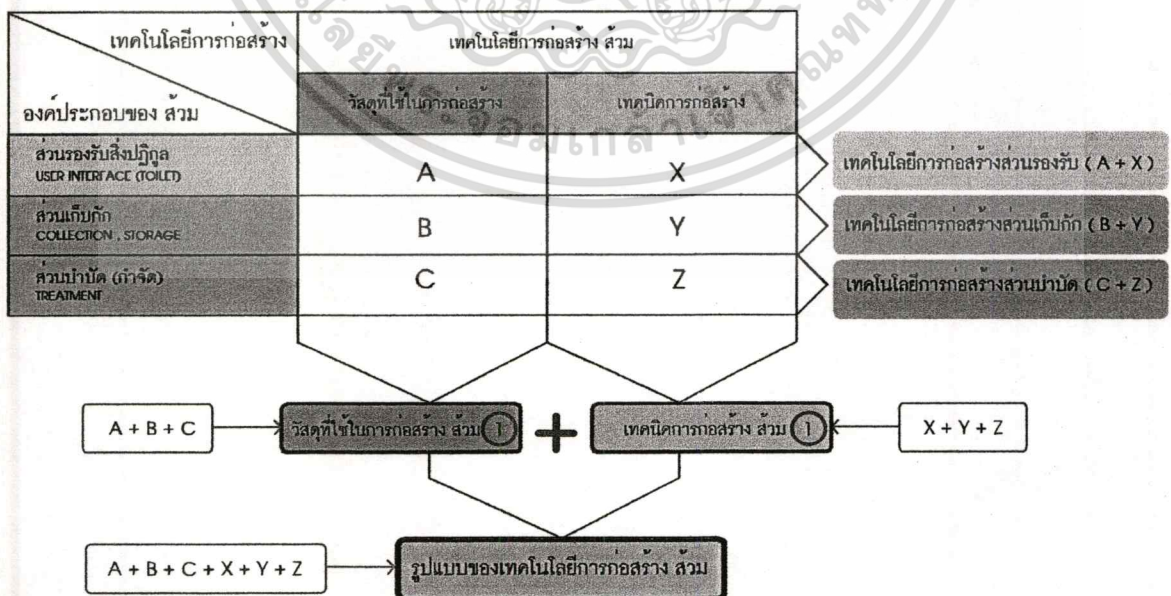 เทคโนโลยีการก่อสร้าง
เทคโนโลยีการก่อสร้าง ส้วม
องค์ประกอบของ ส้วม
วัสดุที่ใช้ในการก่อสร้าง
เทคนิคการก่อสร้าง
ส่วนรองรับสิ่งปฏิกูล
USER INTERFACE (TOILET)
A
X
เทคโนโลยีการก่อสร้างส่วนรองรับ ( A + X )
ส่วนเก็บกัก
COLLECTION , STORAGE
B
Y
เทคโนโลยีการก่อสร้างส่วนเก็บกัก ( B + Y )
ส่วนบำบัด (กำจัด)
TREATMENT
C
Z
เทคโนโลยีการก่อสร้างส่วนบำบัด ( C + Z )
A + B + C
วัสดุที่ใช้ในการก่อสร้าง ส้วม 1
+
เทคนิคการก่อสร้าง ส้วม 1
X + Y + Z
A + B + C + X + Y + Z
รูปแบบของเทคโนโลยีการก่อสร้าง ส้วม